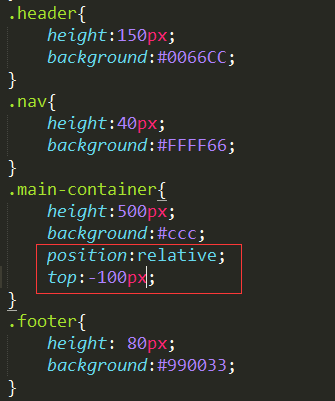 .header{
    height:150px;
    background:#0066CC;
}
.nav{
    height:40px;
    background:#FFFF66;
}
.main-container{
    height:500px;
    background:#ccc;
    position:relative;
    top:-100px;
}
.footer{
    height: 80px;
    background:#990033;
}